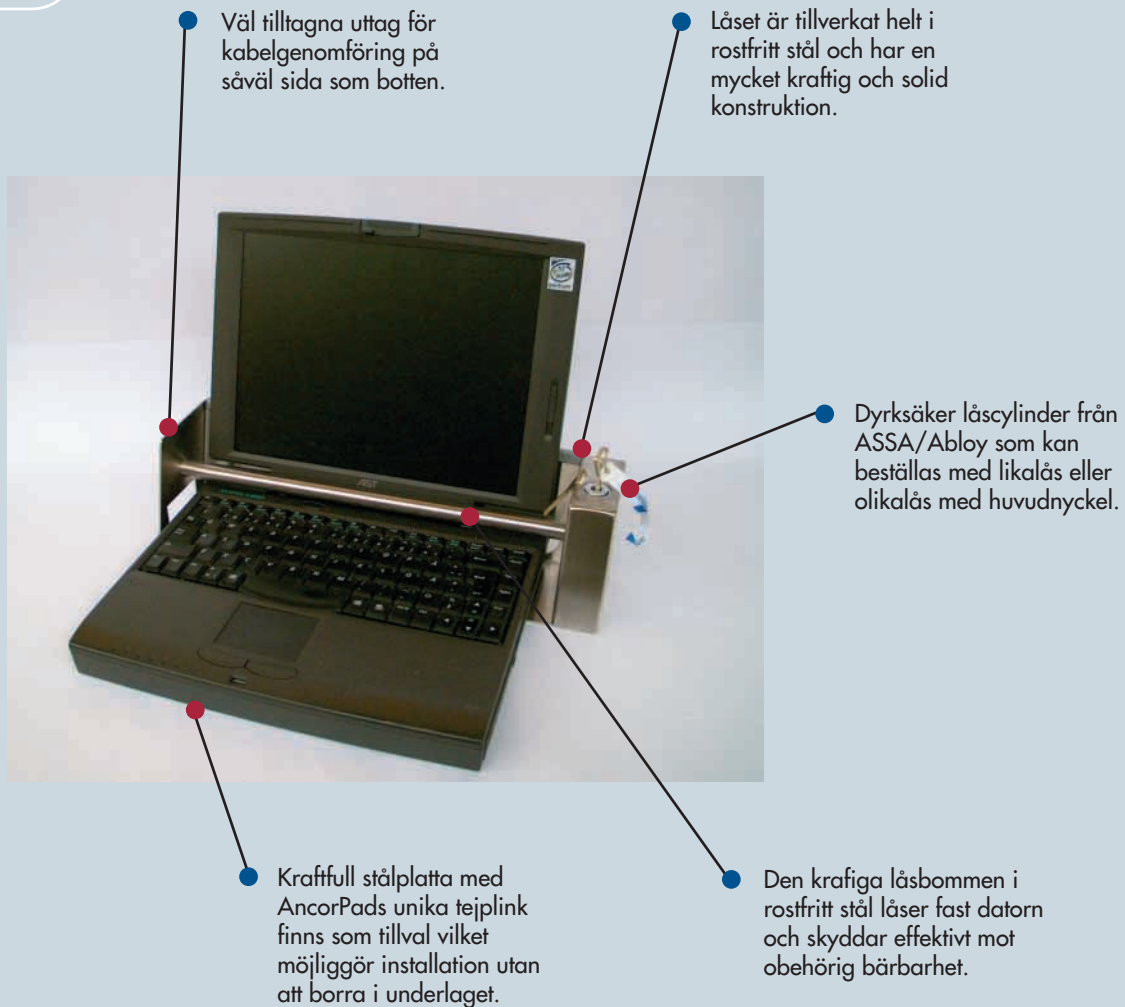 Väl tilltagna uttag för
kabelgenomföring på
såväl sida som botten.
Låset är tillverkat helt i
rostfritt stål och har en
mycket kraftig och solid
konstruktion.
AST
Dyrksäker låscylinder från
ASSA/Abloy som kan
beställas med likalås eller
olikalås med huvudnyckel.
Kraftfull stålplatta med
AncorPads unika tejplink
finns som tillval vilket
möjliggör installation utan
att borra i underlaget.
Den krafiga låsbommen i
rostfritt stål låser fast datorn
och skyddar effektivt mot
obehörig bärbarhet.